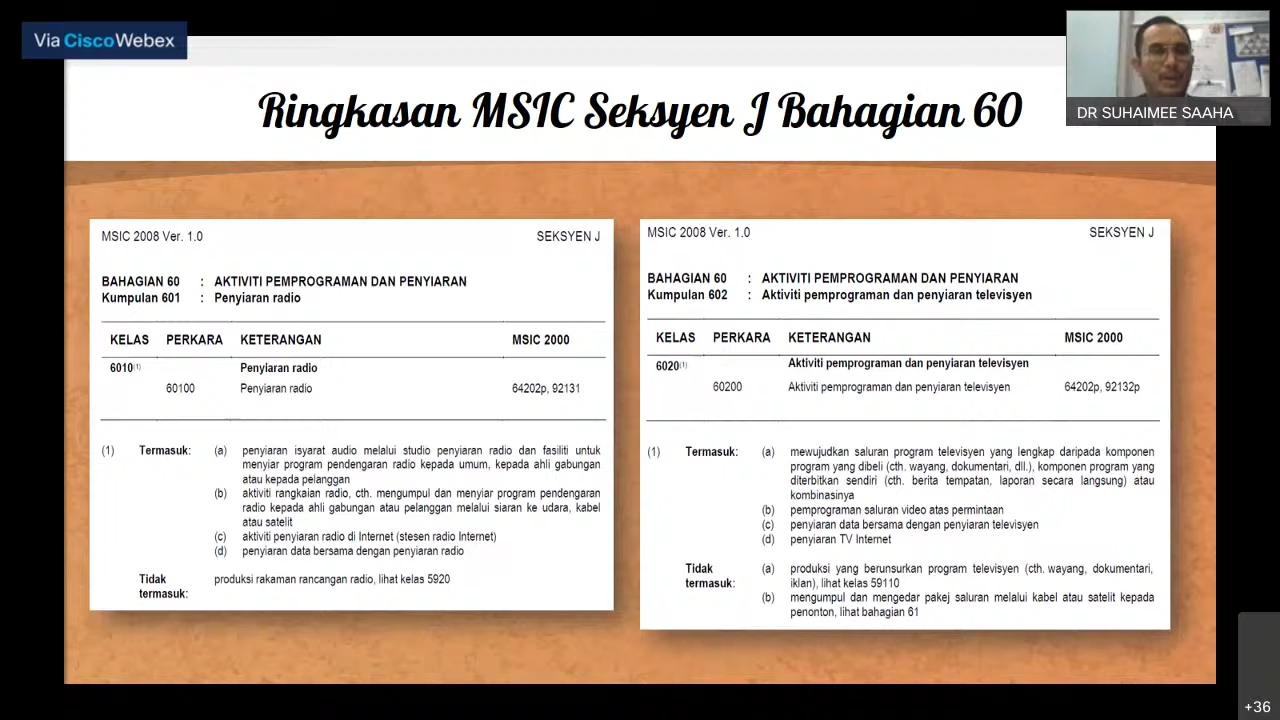 Via Cisco Webex
DR SUHAIMEE SAAHA
Ringkasan MSIC Seksyen J Bahagian 60
MSIC 2008 Ver. 1.0 SEKSYEN J
BAHAGIAN 60 : AKTIVITI PEMPROGRAMAN DAN PENYIARAN
Kumpulan 601 : Penyiaran radio
KELAS PERKARA KETERANGAN MSIC 2000
6010(1) Penyiaran radio
60100 Penyiaran radio 64202p, 92131
(1) Termasuk: (a) penyiaran isyarat audio melalui studio penyiaran radio dan fasiliti untuk
menyiar program pendengaran radio kepada umum, kepada ahli gabungan
atau kepada pelanggan
(b) aktiviti rangkaian radio, cth. mengumpul dan menyiar program pendengaran
radio kepada ahli gabungan atau pelanggan melalui siaran ke udara, kabel
atau satelit
(c) aktiviti penyiaran radio di Internet (stesen radio Internet)
(d) penyiaran data bersama dengan penyiaran radio
Tidak produksi rakaman rancangan radio, lihat kelas 5920
termasuk:
MSIC 2008 Ver. 1.0 SEKSYEN J
BAHAGIAN 60 : AKTIVITI PEMPROGRAMAN DAN PENYIARAN
Kumpulan 602 : Aktiviti pemprograman dan penyiaran televisyen
KELAS PERKARA KETERANGAN MSIC 2000
6020(1) Aktiviti pemprograman dan penyiaran televisyen
60200 Aktiviti pemprograman dan penyiaran televisyen 64202p, 92132p
(1) Termasuk: (a) mewujudkan saluran program televisyen yang lengkap daripada komponen
program yang dibeli (cth. wayang, dokumentari, dll.), komponen program yang
diterbitkan sendiri (cth. berita tempatan, laporan secara langsung) atau
kombinasinya
(b) pemprograman saluran video atas permintaan
(c) penyiaran data bersama dengan penyiaran televisyen
(d) penyiaran TV Internet
Tidak (a) produksi yang berunsurkan program televisyen (cth. wayang, dokumentari,
termasuk: iklan), lihat kelas 59110
(b) mengumpul dan mengedar pakej saluran melalui kabel atau satelit kepada
penonton, lihat bahagian 61
+36